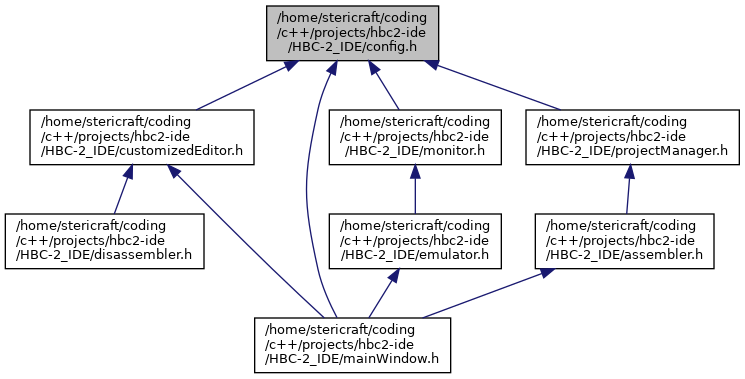 /home/stericraft/coding
/c++/projects/hbc2-ide
/HBC-2_IDE/config.h
/home/stericraft/coding
/c++/projects/hbc2-ide
/HBC-2_IDE/customizedEditor.h
/home/stericraft/coding
/c++/projects/hbc2-ide
/HBC-2_IDE/monitor.h
/home/stericraft/coding
/c++/projects/hbc2-ide
/HBC-2_IDE/projectManager.h
/home/stericraft/coding
/c++/projects/hbc2-ide
/HBC-2_IDE/disassembler.h
/home/stericraft/coding
/c++/projects/hbc2-ide
/HBC-2_IDE/emulator.h
/home/stericraft/coding
/c++/projects/hbc2-ide
/HBC-2_IDE/assembler.h
/home/stericraft/coding
/c++/projects/hbc2-ide
/HBC-2_IDE/mainWindow.h